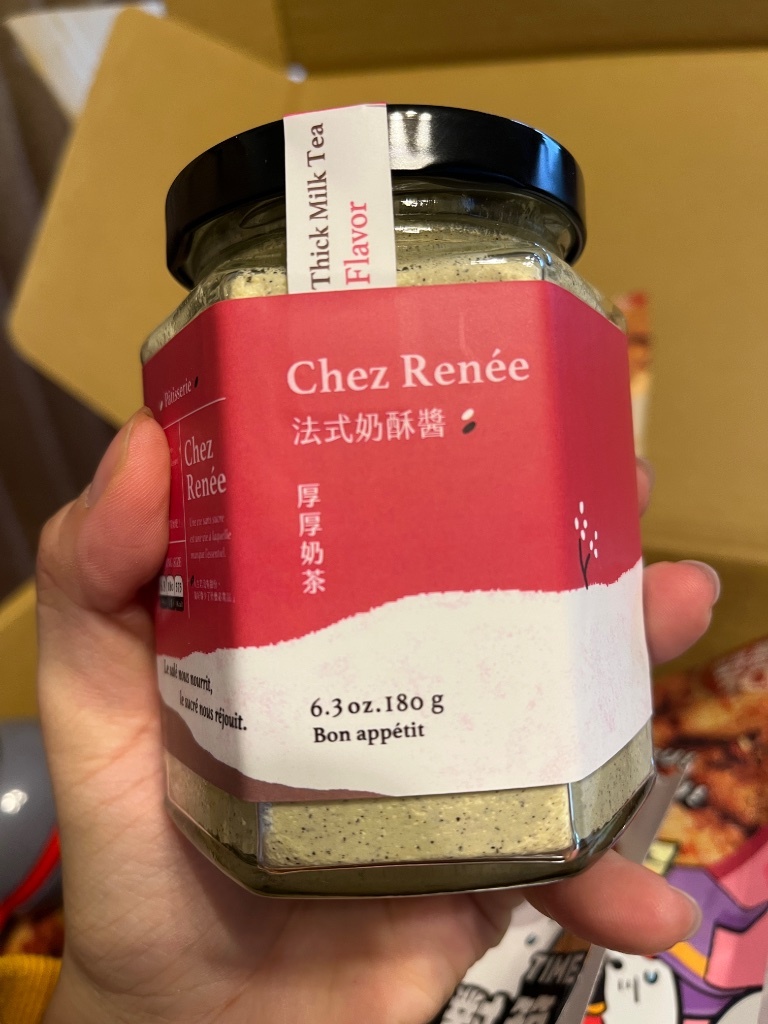 Thick Milk Tea
Flavor
Chez Renée
法式奶酥醬
厚厚奶茶
6.3 oz. 180 g
Bon appétit
Pâtisserie
Chez
Renée
Le salé nous nourrit,
le sucré nous réjouit.
TIME